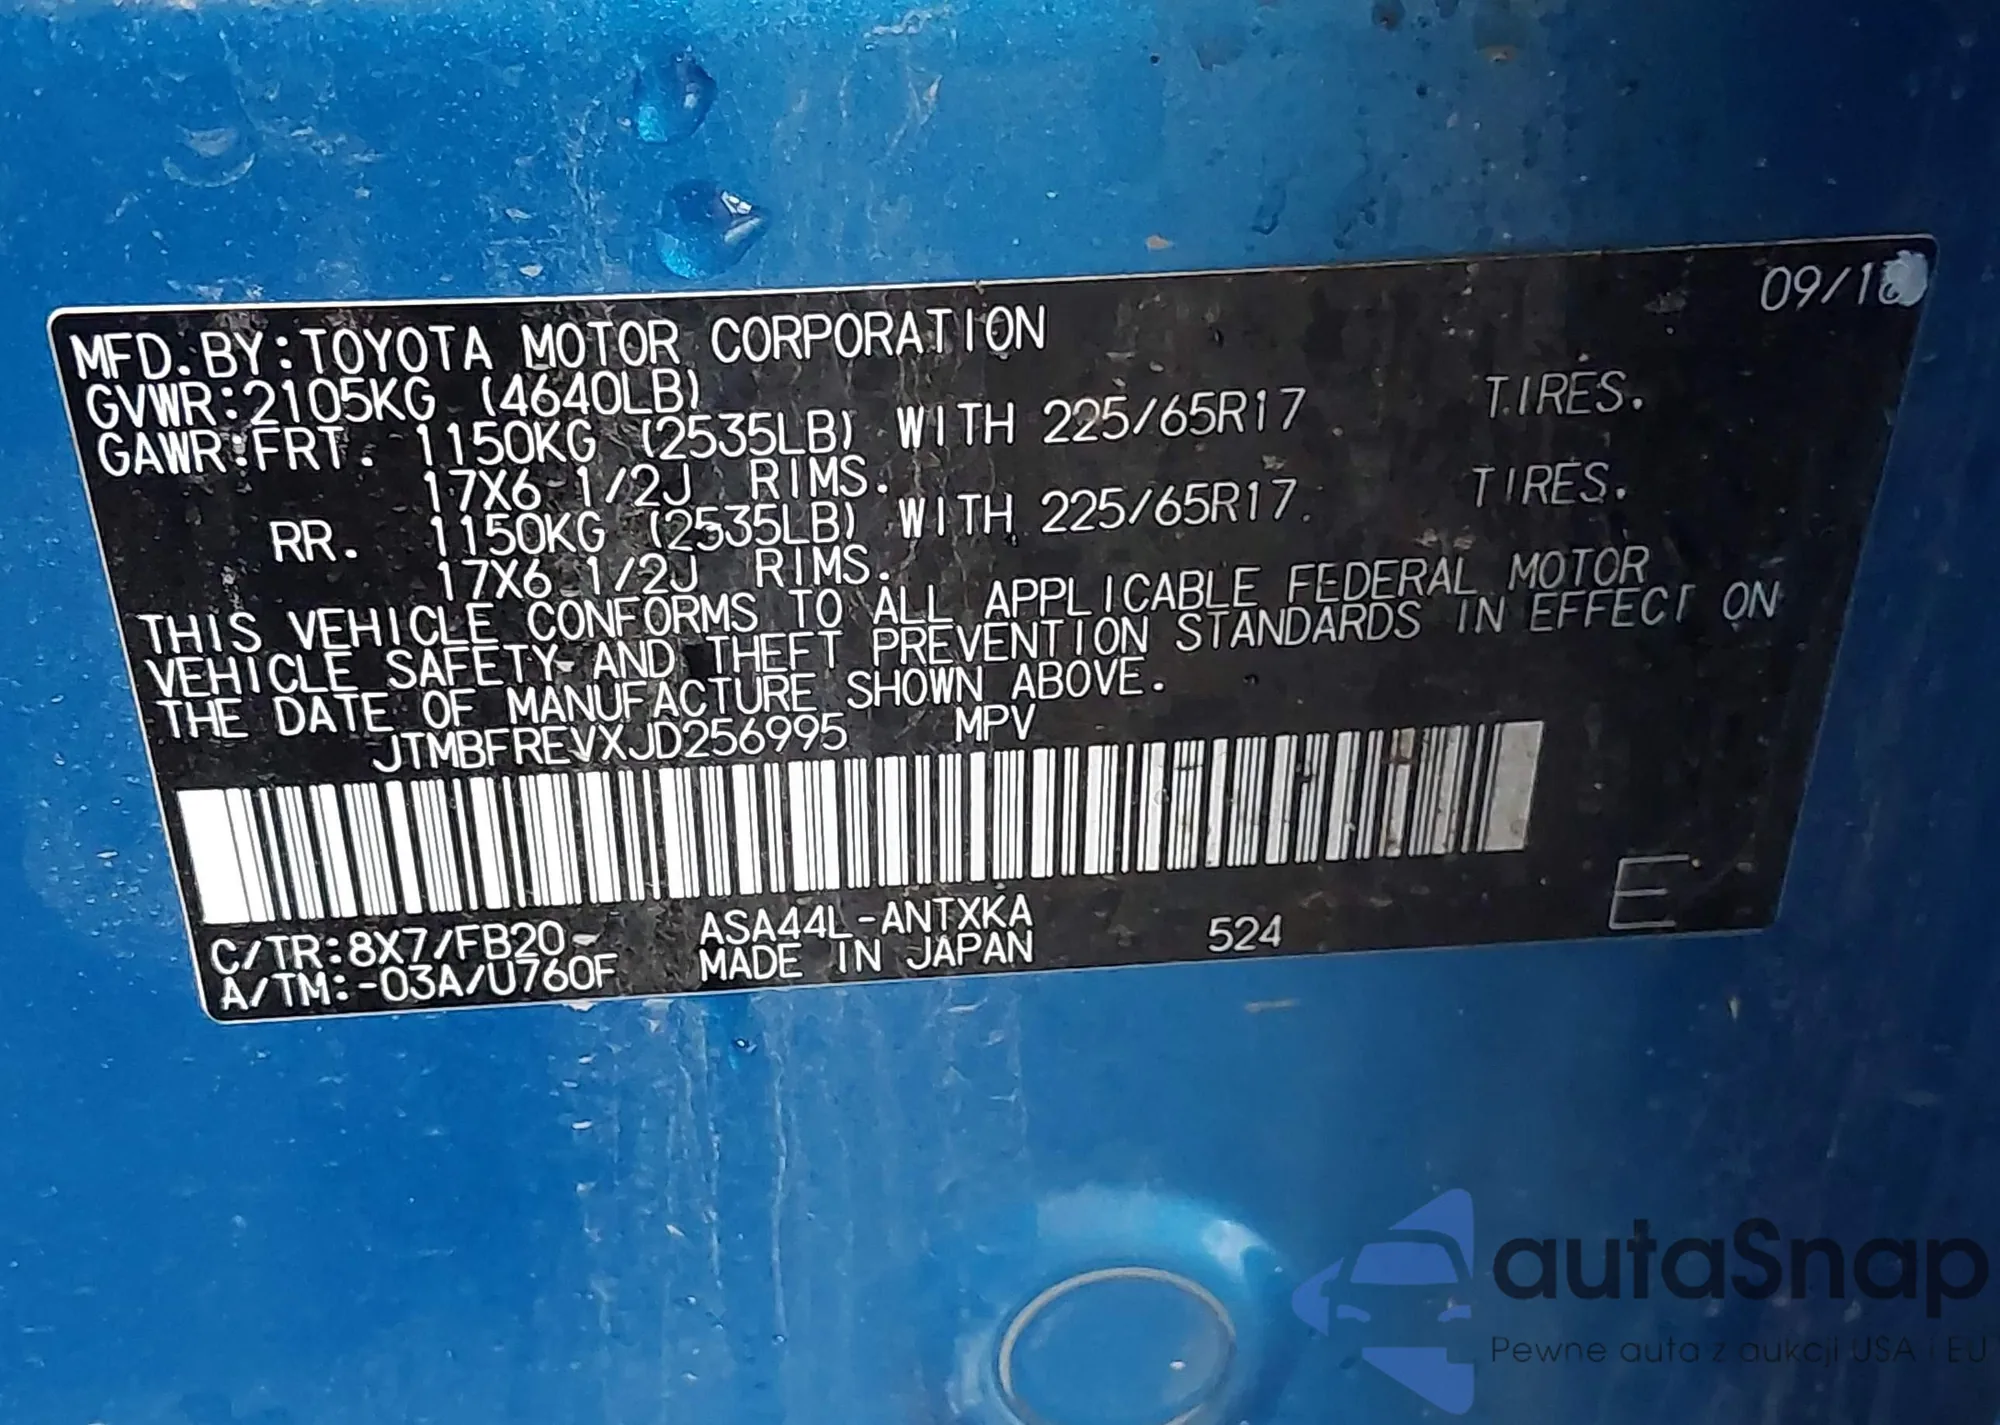 09/18
MFD.BY:TOYOTA MOTOR CORPORATION
GVWR:2105KG (4640LB)
GAWR:FRT. 1150KG (2535LB) WITH 225/65R17 TIRES.
17X6 1/2J RIMS.
RR. 1150KG (2535LB) WITH 225/65R17 TIRES.
17X6 1/2J RIMS.
THIS VEHICLE CONFORMS TO ALL APPLICABLE FEDERAL MOTOR
VEHICLE SAFETY AND THEFT PREVENTION STANDARDS IN EFFECT ON
THE DATE OF MANUFACTURE SHOWN ABOVE.
JTMBFREVXJD256995 MPV
C/TR:8X7/FB20- ASA44L-ANTXKA 524 E
A/TM:-03A/U760F MADE IN JAPAN
autaSnap
Pewne auta z aukcji USA i EU